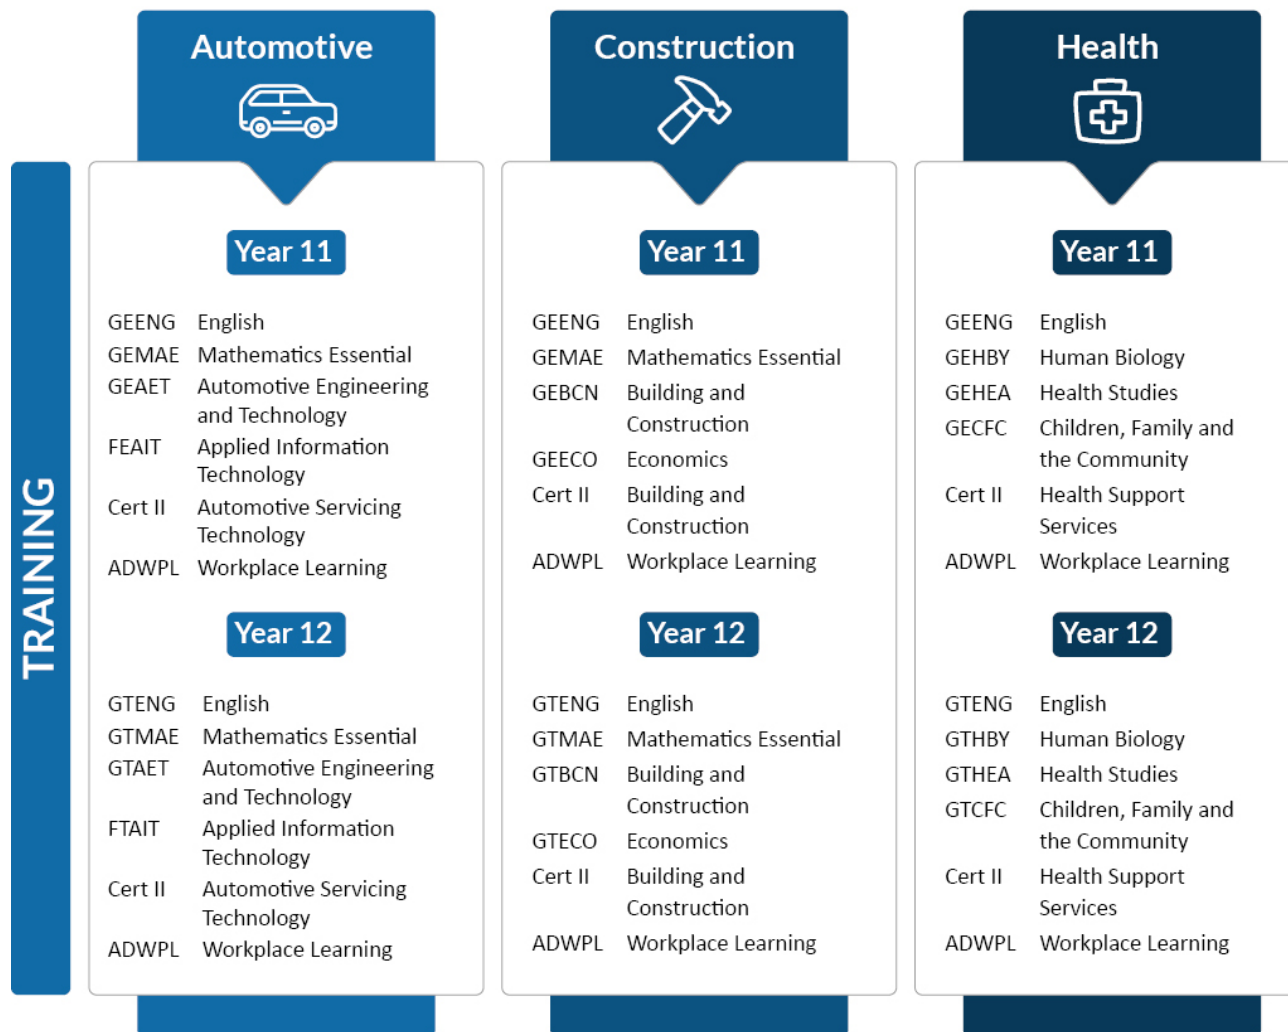 TRAINING
Automotive
Year 11
GEENG English
GEMAE Mathematics Essential
GEAET Automotive Engineering
and Technology
FEAIT Applied Information
Technology
Cert II Automotive Servicing
Technology
ADWPL Workplace Learning
Year 12
GTENG English
GTMAE Mathematics Essential
GTAET Automotive Engineering
and Technology
FTAIT Applied Information
Technology
Cert II Automotive Servicing
Technology
ADWPL Workplace Learning
Construction
Year 11
GEENG English
GEMAE Mathematics Essential
GEBCN Building and
Construction
GEECO Economics
Cert II Building and
Construction
ADWPL Workplace Learning
Year 12
GTENG English
GTMAE Mathematics Essential
GTBCN Building and
Construction
GTECO Economics
Cert II Building and
Construction
ADWPL Workplace Learning
Health
Year 11
GEENG English
GEHBY Human Biology
GEHEA Health Studies
GECFC Children, Family and
the Community
Cert II Health Support
Services
ADWPL Workplace Learning
Year 12
GTENG English
GTHBY Human Biology
GTHEA Health Studies
GTCFC Children, Family and
the Community
Cert II Health Support
Services
ADWPL Workplace Learning